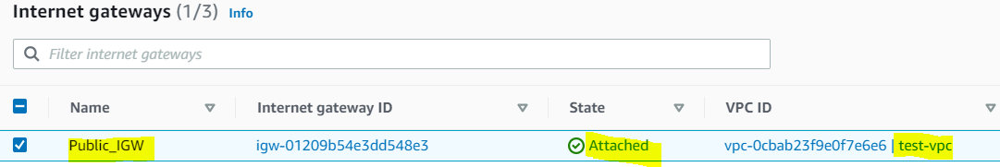 Internet gateways (1/3) Info
Filter internet gateways
Name Internet gateway ID State VPC ID
Public_IGW igw-01209b54e3dd548e3 Attached vpc-0cbab23f9e0f7e6e6 | test-vpc